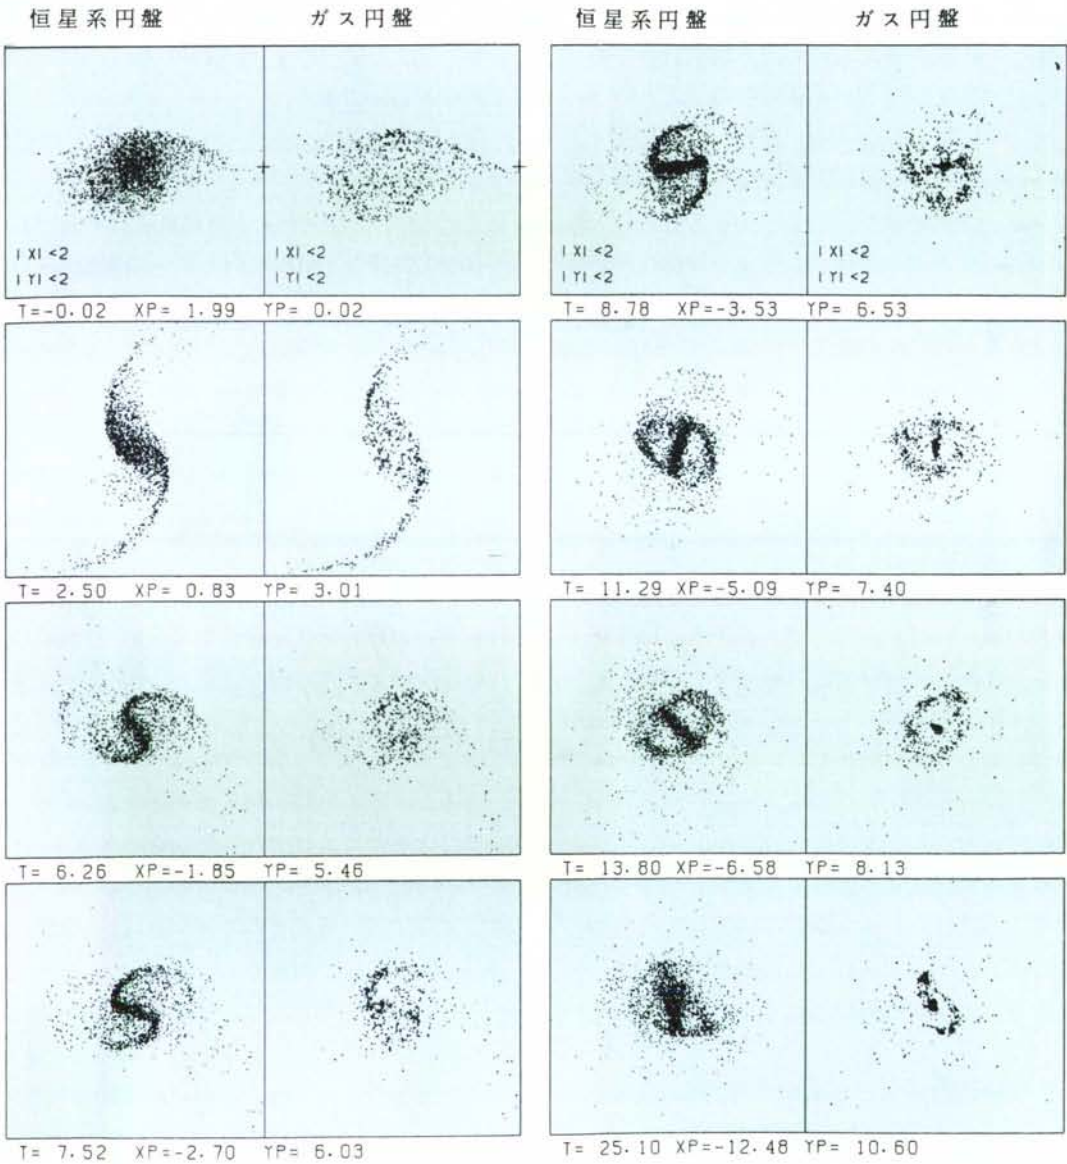 恒星系円盤 ガス円盤
|X|<2 |X|<2
|Y|<2 |Y|<2
T=-0.02 XP= 1.99 YP= 0.02
T= 2.50 XP= 0.83 YP= 3.01
T= 6.26 XP=-1.85 YP= 5.46
T= 7.52 XP=-2.70 YP= 6.03
恒星系円盤 ガス円盤
|X|<2 |X|<2
|Y|<2 |Y|<2
T= 8.78 XP=-3.53 YP= 6.53
T= 11.29 XP=-5.09 YP= 7.40
T= 13.80 XP=-6.58 YP= 8.13
T= 25.10 XP=-12.48 YP= 10.60